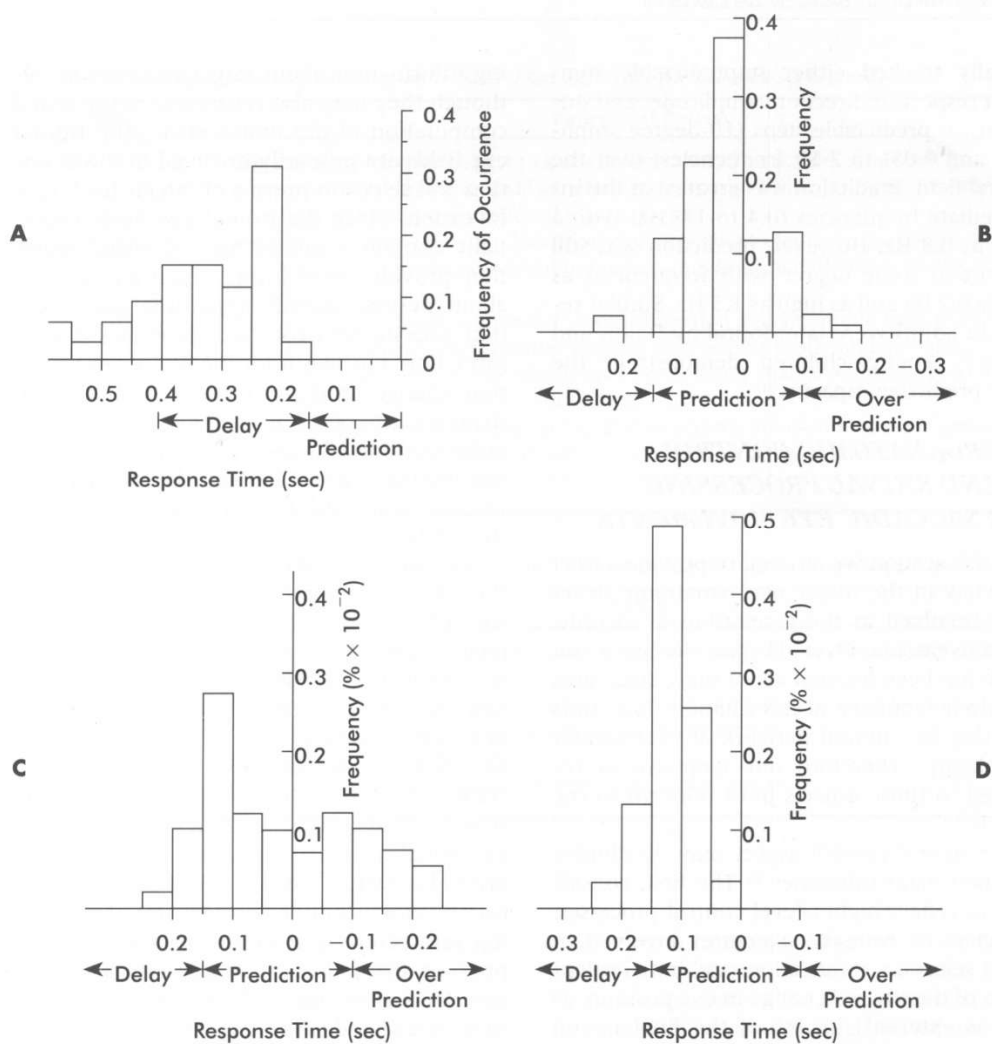 A
0.4
0.3
0.2
0.1
0
Frequency of Occurrence
0.5 0.4 0.3 0.2 0.1
Delay
Prediction
Response Time (sec)
B
0.4
0.3
0.2
0.1
Frequency
0.2 0.1 0 -0.1 -0.2 -0.3
Delay Prediction Over
Prediction
Response Time (sec)
C
0.4
0.3
0.2
0.1
Frequency (% × 10⁻²)
0.2 0.1 0 -0.1 -0.2
Delay Prediction Over
Prediction
Response Time (sec)
D
0.5
0.4
0.3
0.2
0.1
Frequency (% × 10⁻²)
0.3 0.2 0.1 0 -0.1
Delay Prediction Over
Prediction
Response Time (sec)